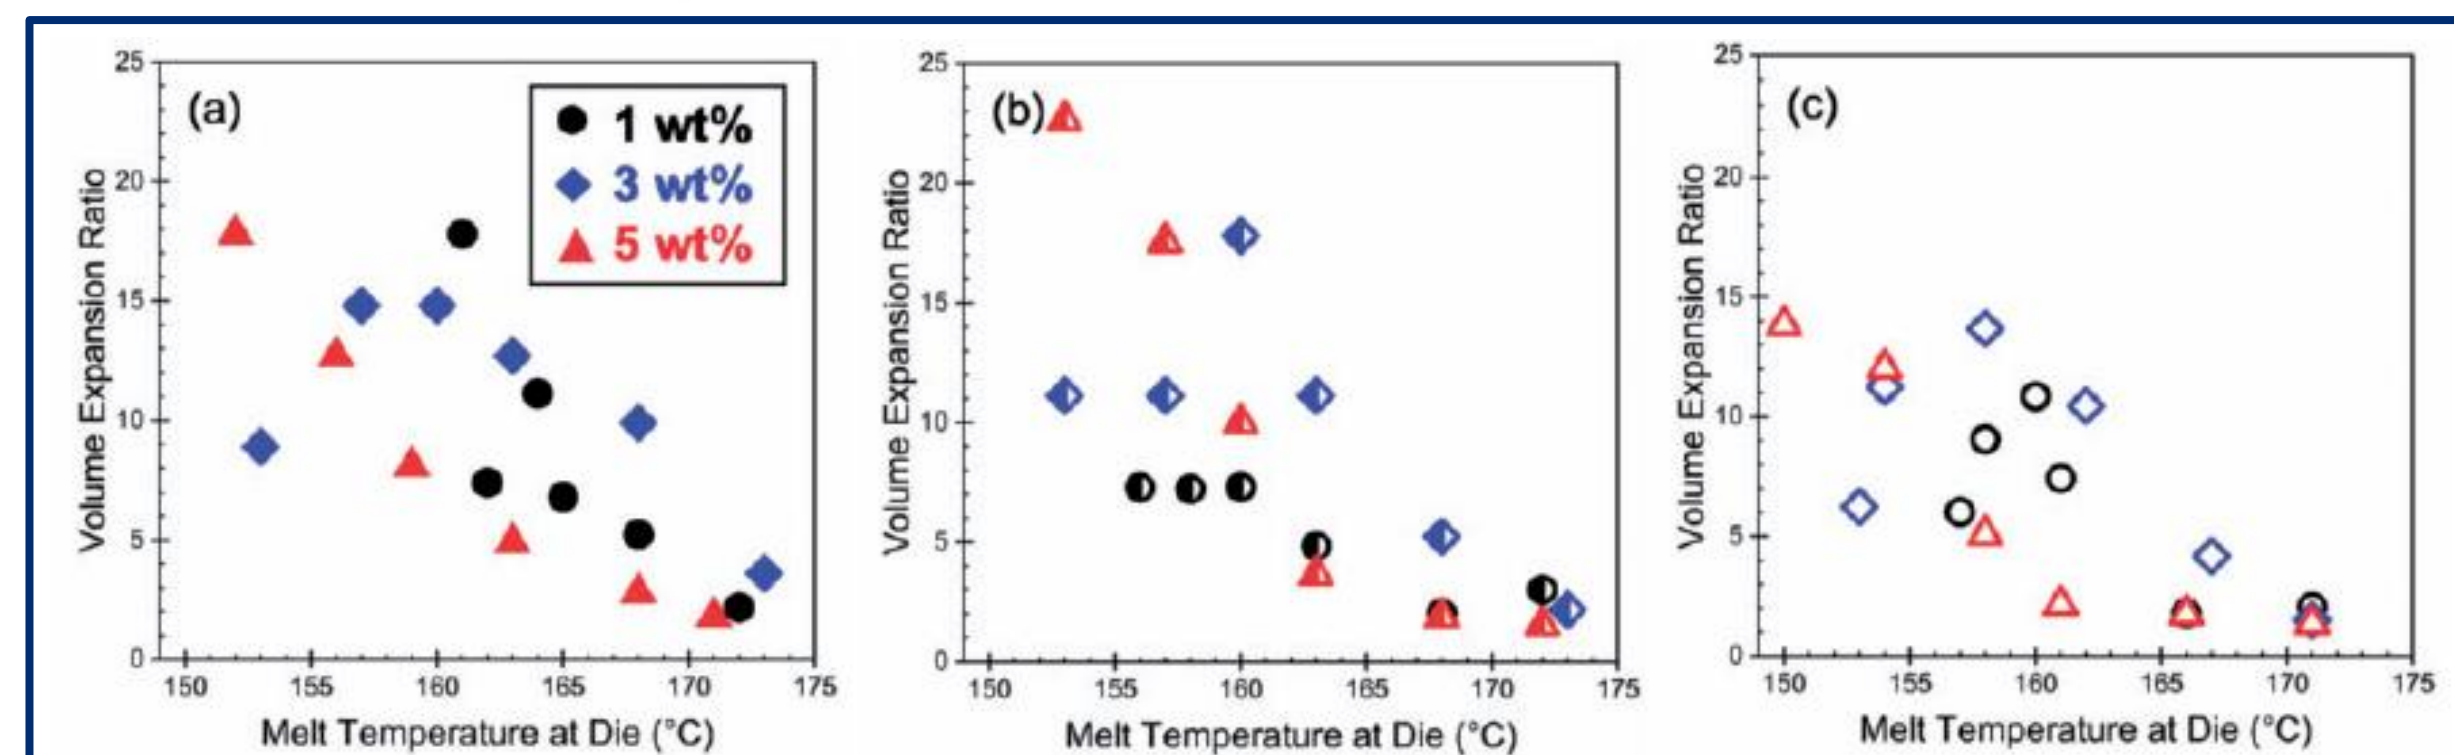 (a)
1 wt%
3 wt%
5 wt%
25
20
15
10
5
0
Volume Expansion Ratio
150 155 160 165 170 175
Melt Temperature at Die (°C)
(b)
25
20
15
10
5
0
Volume Expansion Ratio
150 155 160 165 170 175
Melt Temperature at Die (°C)
(c)
25
20
15
10
5
0
Volume Expansion Ratio
150 155 160 165 170 175
Melt Temperature at Die (°C)